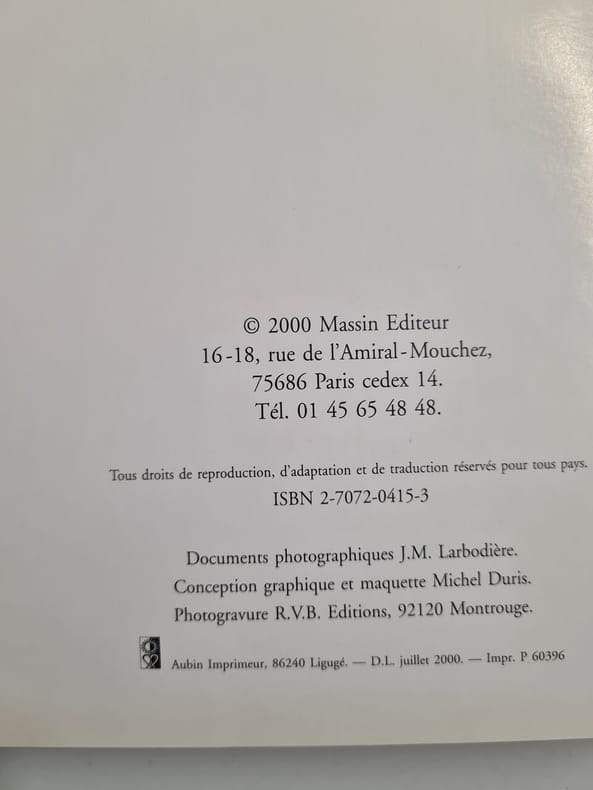 © 2000 Massin Editeur
16-18, rue de l'Amiral-Mouchez,
75686 Paris cedex 14.
Tél. 01 45 65 48 48.
Tous droits de reproduction, d'adaptation et de traduction réservés pour tous pays.
ISBN 2-7072-0415-3
Documents photographiques J.M. Larbodière.
Conception graphique et maquette Michel Duris.
Photogravure R.V.B. Editions, 92120 Montrouge.
Aubin Imprimeur, 86240 Ligugé. — D.L. juillet 2000. — Impr. P 60396